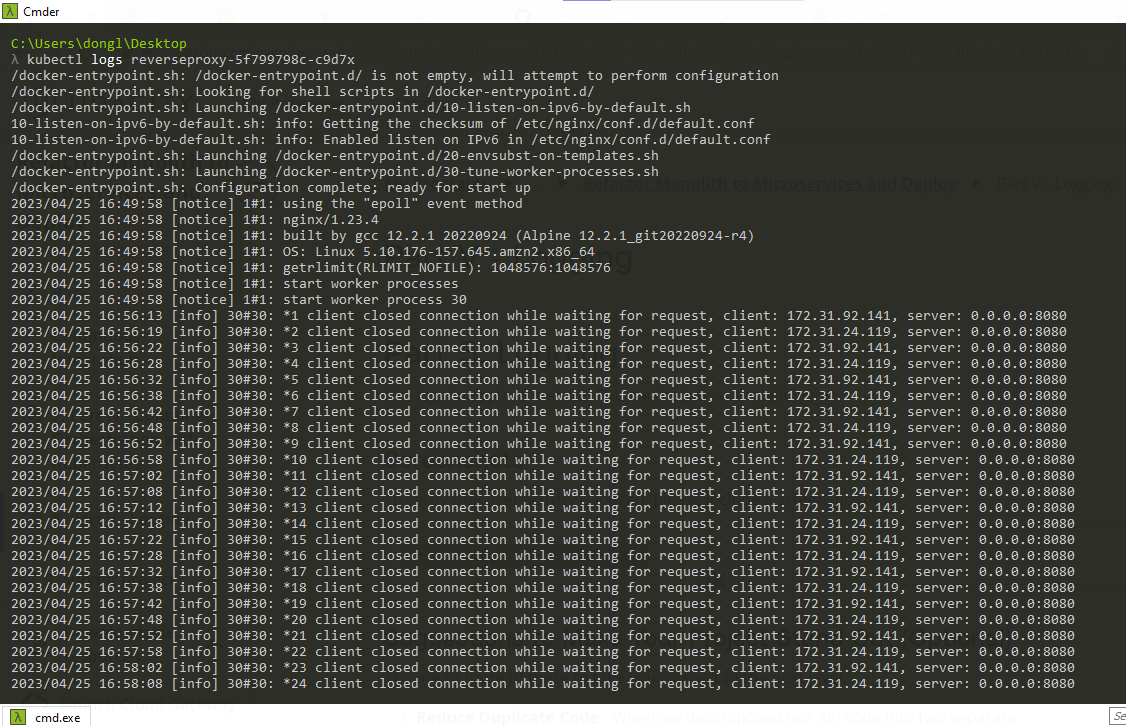 Cmder
C:\Users\dongl\Desktop
λ kubectl logs reverseproxy-5f799798c-c9d7x
/docker-entrypoint.sh: /docker-entrypoint.d/ is not empty, will attempt to perform configuration
/docker-entrypoint.sh: Looking for shell scripts in /docker-entrypoint.d/
/docker-entrypoint.sh: Launching /docker-entrypoint.d/10-listen-on-ipv6-by-default.sh
10-listen-on-ipv6-by-default.sh: info: Getting the checksum of /etc/nginx/conf.d/default.conf
10-listen-on-ipv6-by-default.sh: info: Enabled listen on IPv6 in /etc/nginx/conf.d/default.conf
/docker-entrypoint.sh: Launching /docker-entrypoint.d/20-envsubst-on-templates.sh
/docker-entrypoint.sh: Launching /docker-entrypoint.d/30-tune-worker-processes.sh
/docker-entrypoint.sh: Configuration complete; ready for start up
Refactor Monolith to Microservices and Deploy ▸ Part V Logging
2023/04/25 16:49:58 [notice] 1#1: using the "epoll" event method
2023/04/25 16:49:58 [notice] 1#1: nginx/1.23.4
2023/04/25 16:49:58 [notice] 1#1: built by gcc 12.2.1 20220924 (Alpine 12.2.1_git20220924-r4)
2023/04/25 16:49:58 [notice] 1#1: OS: Linux 5.10.176-157.645.amzn2.x86_64
2023/04/25 16:49:58 [notice] 1#1: getrlimit(RLIMIT_NOFILE): 1048576:1048576
2023/04/25 16:49:58 [notice] 1#1: start worker processes
2023/04/25 16:49:58 [notice] 1#1: start worker process 30
2023/04/25 16:56:13 [info] 30#30: *1 client closed connection while waiting for request, client: 172.31.92.141, server: 0.0.0.0:8080
2023/04/25 16:56:19 [info] 30#30: *2 client closed connection while waiting for request, client: 172.31.24.119, server: 0.0.0.0:8080
2023/04/25 16:56:22 [info] 30#30: *3 client closed connection while waiting for request, client: 172.31.92.141, server: 0.0.0.0:8080
2023/04/25 16:56:28 [info] 30#30: *4 client closed connection while waiting for request, client: 172.31.24.119, server: 0.0.0.0:8080
2023/04/25 16:56:32 [info] 30#30: *5 client closed connection while waiting for request, client: 172.31.92.141, server: 0.0.0.0:8080
2023/04/25 16:56:38 [info] 30#30: *6 client closed connection while waiting for request, client: 172.31.24.119, server: 0.0.0.0:8080
2023/04/25 16:56:42 [info] 30#30: *7 client closed connection while waiting for request, client: 172.31.92.141, server: 0.0.0.0:8080
2023/04/25 16:56:48 [info] 30#30: *8 client closed connection while waiting for request, client: 172.31.24.119, server: 0.0.0.0:8080
2023/04/25 16:56:52 [info] 30#30: *9 client closed connection while waiting for request, client: 172.31.92.141, server: 0.0.0.0:8080
2023/04/25 16:56:58 [info] 30#30: *10 client closed connection while waiting for request, client: 172.31.24.119, server: 0.0.0.0:8080
2023/04/25 16:57:02 [info] 30#30: *11 client closed connection while waiting for request, client: 172.31.92.141, server: 0.0.0.0:8080
2023/04/25 16:57:08 [info] 30#30: *12 client closed connection while waiting for request, client: 172.31.24.119, server: 0.0.0.0:8080
2023/04/25 16:57:12 [info] 30#30: *13 client closed connection while waiting for request, client: 172.31.92.141, server: 0.0.0.0:8080
2023/04/25 16:57:18 [info] 30#30: *14 client closed connection while waiting for request, client: 172.31.24.119, server: 0.0.0.0:8080
2023/04/25 16:57:22 [info] 30#30: *15 client closed connection while waiting for request, client: 172.31.92.141, server: 0.0.0.0:8080
2023/04/25 16:57:28 [info] 30#30: *16 client closed connection while waiting for request, client: 172.31.24.119, server: 0.0.0.0:8080
2023/04/25 16:57:32 [info] 30#30: *17 client closed connection while waiting for request, client: 172.31.92.141, server: 0.0.0.0:8080
2023/04/25 16:57:38 [info] 30#30: *18 client closed connection while waiting for request, client: 172.31.24.119, server: 0.0.0.0:8080
2023/04/25 16:57:42 [info] 30#30: *19 client closed connection while waiting for request, client: 172.31.92.141, server: 0.0.0.0:8080
2023/04/25 16:57:48 [info] 30#30: *20 client closed connection while waiting for request, client: 172.31.24.119, server: 0.0.0.0:8080
2023/04/25 16:57:52 [info] 30#30: *21 client closed connection while waiting for request, client: 172.31.92.141, server: 0.0.0.0:8080
2023/04/25 16:57:58 [info] 30#30: *22 client closed connection while waiting for request, client: 172.31.24.119, server: 0.0.0.0:8080
2023/04/25 16:58:02 [info] 30#30: *23 client closed connection while waiting for request, client: 172.31.92.141, server: 0.0.0.0:8080
2023/04/25 16:58:08 [info] 30#30: *24 client closed connection while waiting for request, client: 172.31.24.119, server: 0.0.0.0:8080
cmd.exe
Reduce Duplicate Code
Se